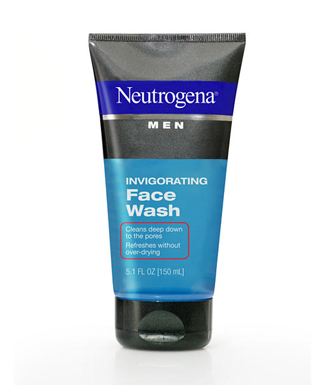 Neutrogena®
MEN
INVIGORATING
Face
Wash
Cleans deep down
to the pores
Refreshes without
over-drying
5.1 FL OZ [150 mL]